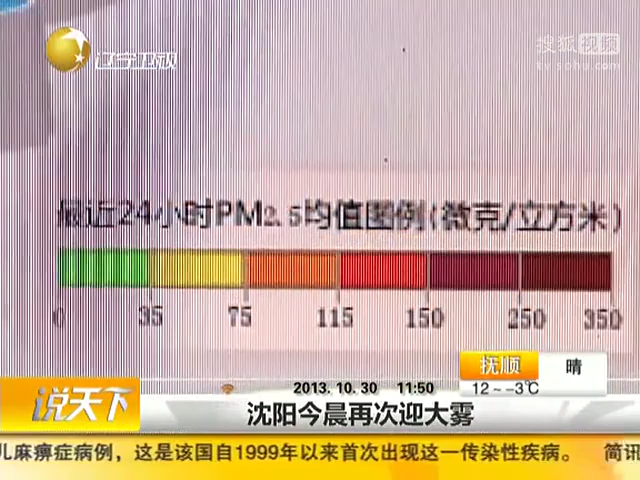 辽宁卫视
搜狐视频
tv.sohu.com
最近24小时PM2.5均值图例(微克/立方米)
0 35 75 115 150 250 350
抚顺 晴
12~-3℃
说天下
2013.10.30 11:50
沈阳今晨再次迎大雾
儿麻痹症病例，这是该国自1999年以来首次出现这一传染性疾病。 简讯